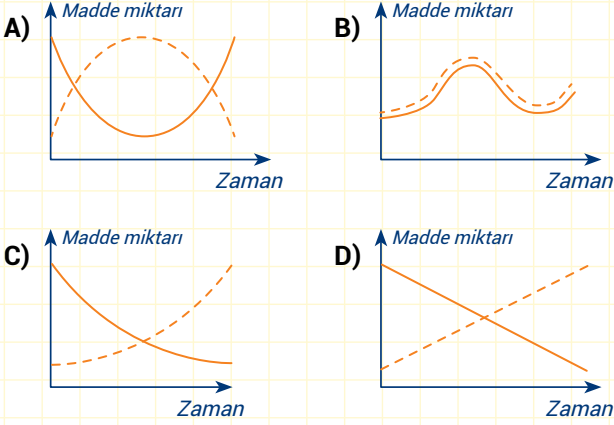 A) Madde miktarı
Zaman
B) Madde miktarı
Zaman
C) Madde miktarı
Zaman
D) Madde miktarı
Zaman